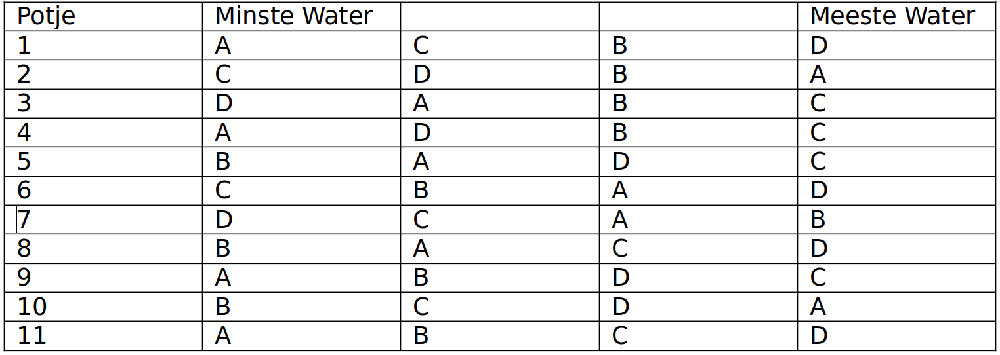 Potje Minste Water Meeste Water
1 A C B D
2 C D B A
3 D A B C
4 A D B C
5 B A D C
6 C B A D
7 D C A B
8 B A C D
9 A B D C
10 B C D A
11 A B C D